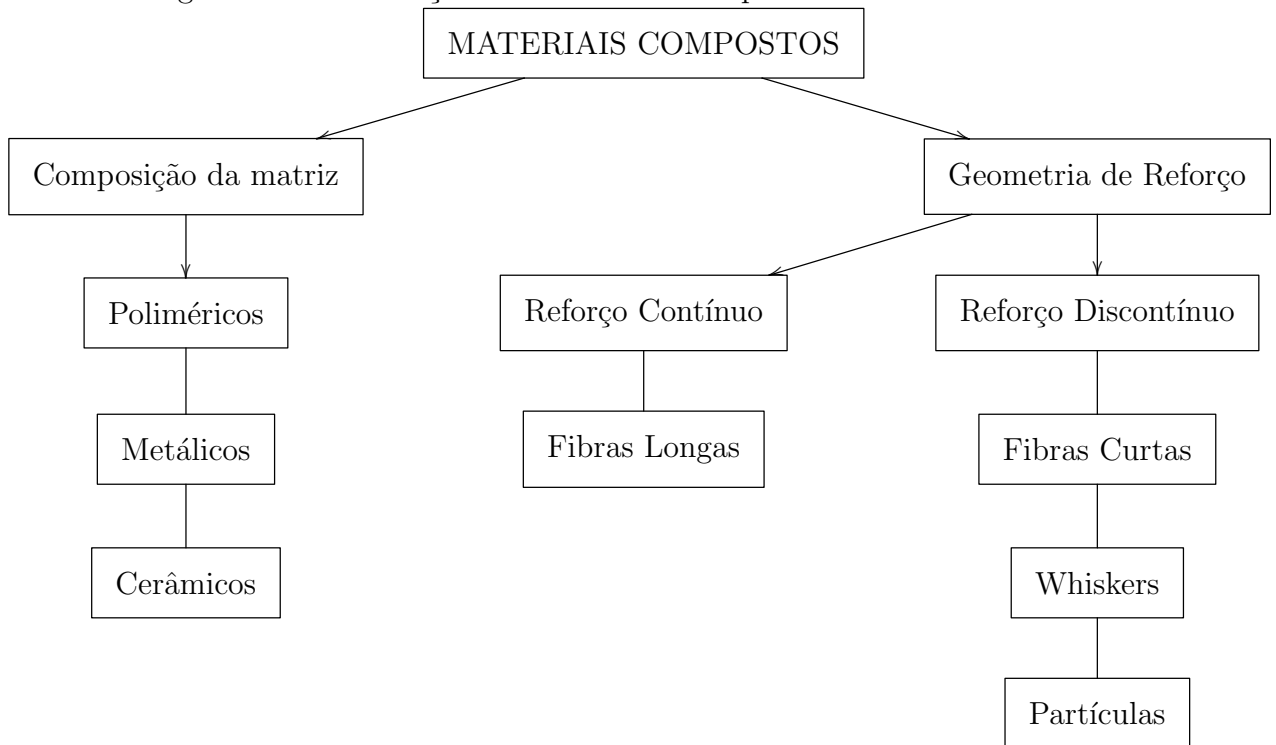 MATERIAIS COMPOSTOS
Composição da matriz
Geometria de Reforço
Poliméricos
Reforço Contínuo
Reforço Discontínuo
Metálicos
Fibras Longas
Fibras Curtas
Cerâmicos
Whiskers
Partículas